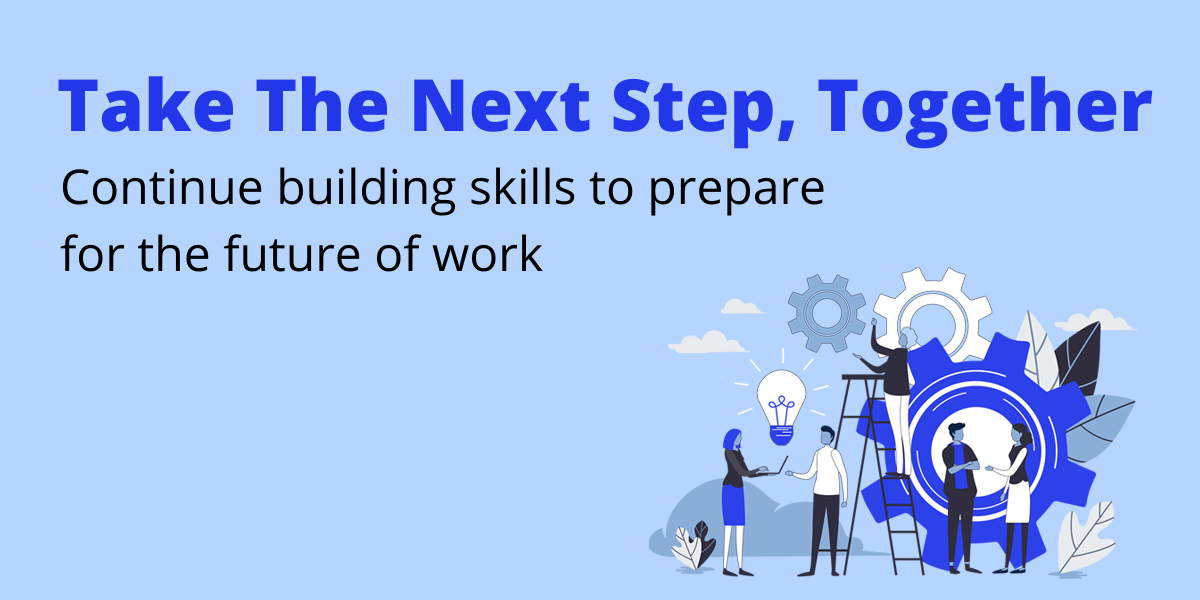 Take The Next Step, Together
Continue building skills to prepare
for the future of work